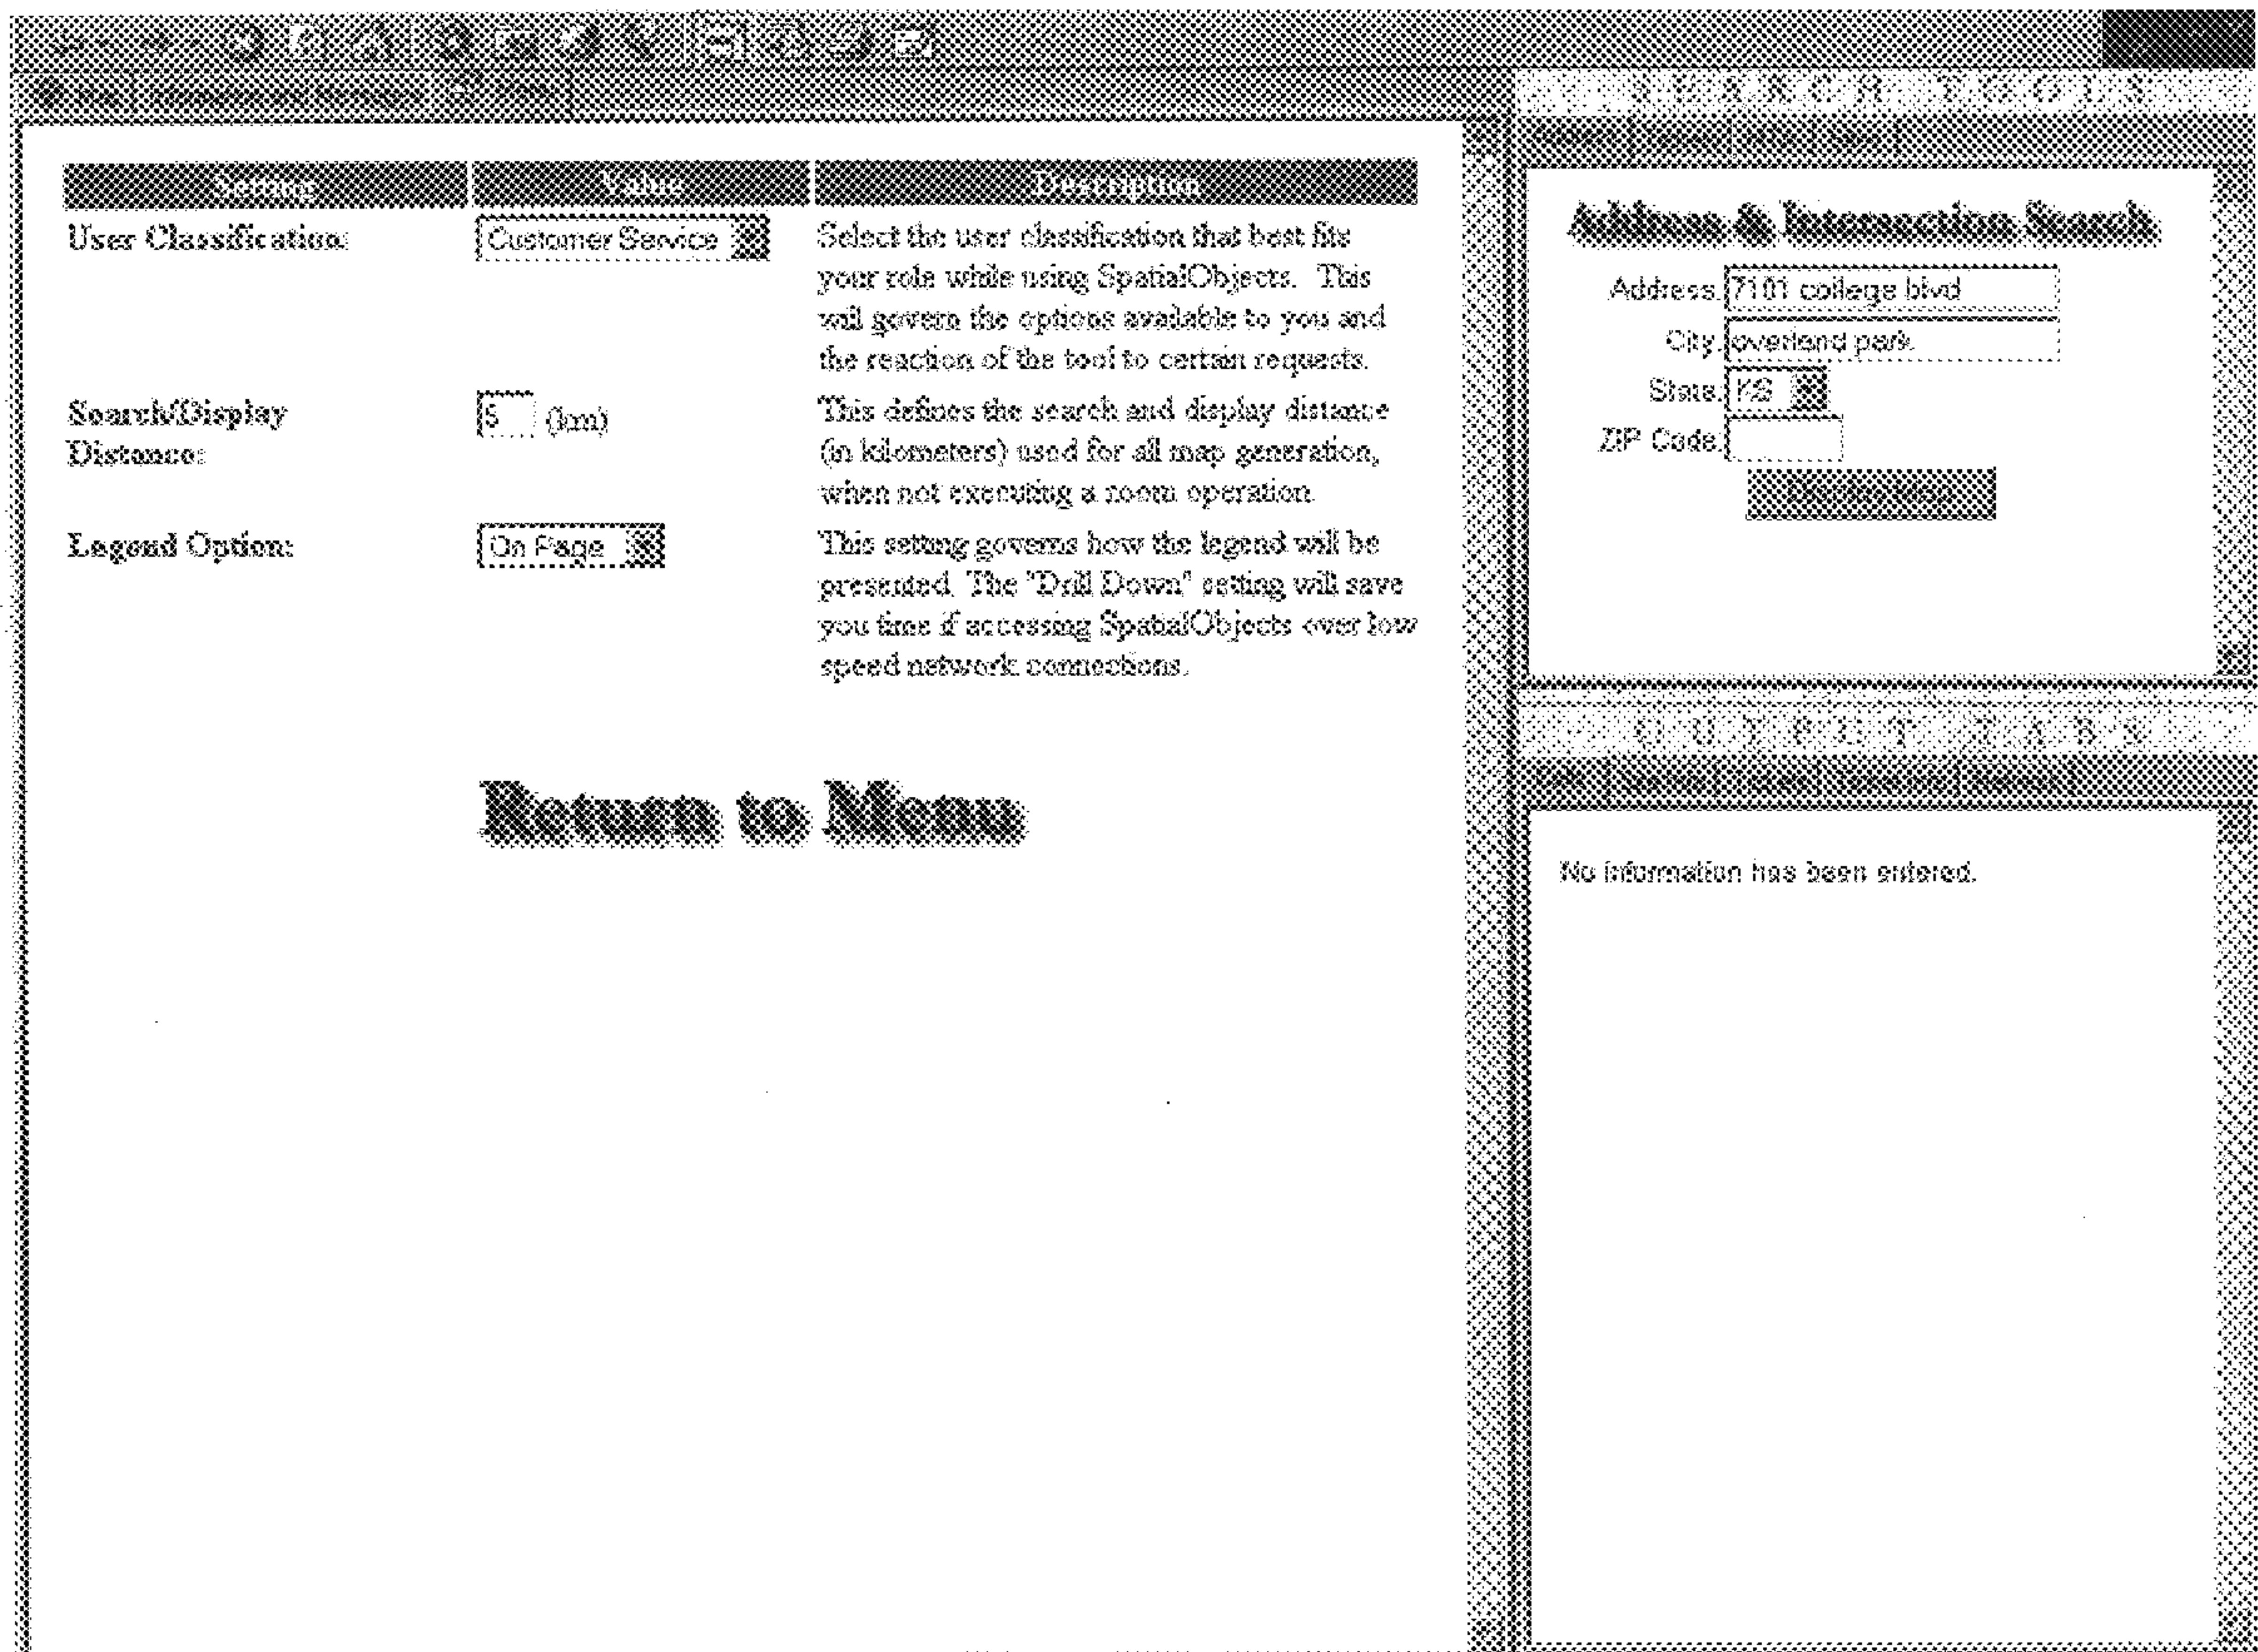 Setting Value Description
User Classification: Customer Service Select the user classification that best fits
your role while using SpatialObjects. This
will govern the options available to you and
the reaction of the tool to certain requests.
Search/Display 5 (km) This defines the search and display distance
Distance: (in kilometers) used for all map generation,
when not executing a zoom operation.
Legend Option: On Page This setting governs how the legend will be
presented. The "Drill Down" setting will save
you time if accessing SpatialObjects over low
speed network connections.
Return to Menu
SEARCH TOOLS
Address & Intersection Search
Address: 7101 college blvd
City: overland park
State: KS
ZIP Code:
OUTPUT TABS
No information has been entered.